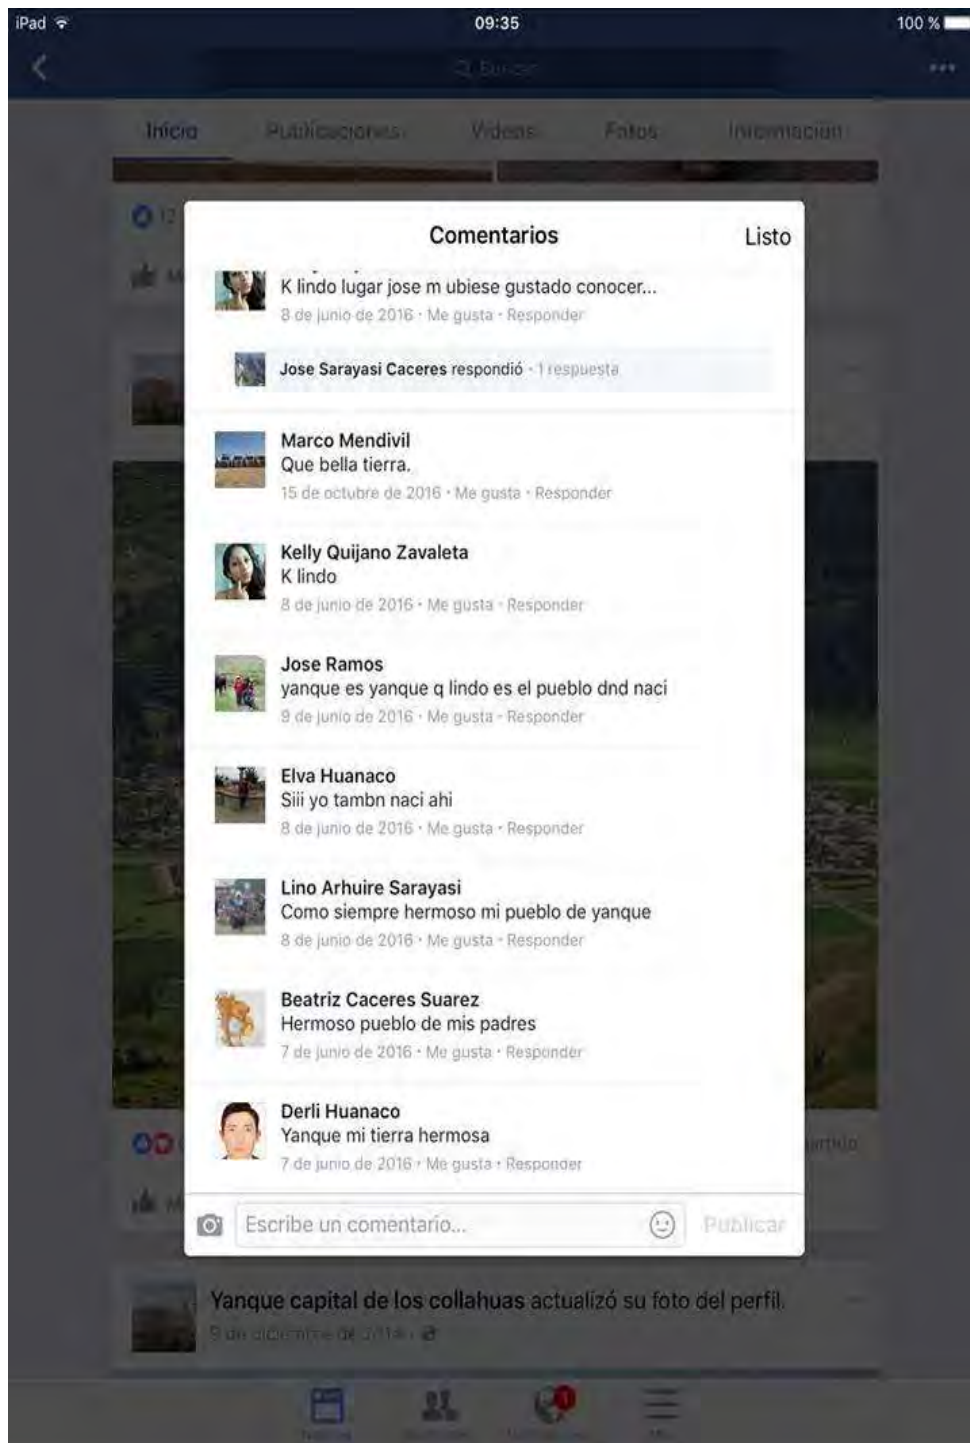 iPad
09:35
100 %
Buscar
Inicio
Publicaciones
Videos
Fotos
Información
12
Comentarios
Listo
K lindo lugar jose m ubiese gustado conocer...
8 de junio de 2016 · Me gusta · Responder
Jose Sarayasi Caceres respondió · 1 respuesta
Marco Mendivil
Que bella tierra.
15 de octubre de 2016 · Me gusta · Responder
Kelly Quijano Zavaleta
K lindo
8 de junio de 2016 · Me gusta · Responder
Jose Ramos
yanque es yanque q lindo es el pueblo dnd naci
9 de junio de 2016 · Me gusta · Responder
Elva Huanaco
Siii yo tambn naci ahi
8 de junio de 2016 · Me gusta · Responder
Lino Arhuire Sarayasi
Como siempre hermoso mi pueblo de yanque
8 de junio de 2016 · Me gusta · Responder
Beatriz Caceres Suarez
Hermoso pueblo de mis padres
7 de junio de 2016 · Me gusta · Responder
Derli Huanaco
Yanque mi tierra hermosa
7 de junio de 2016 · Me gusta · Responder
Escribe un comentario...
Publicar
Yanque capital de los collahuas actualizó su foto del perfil.
9 de diciembre de 2014
1